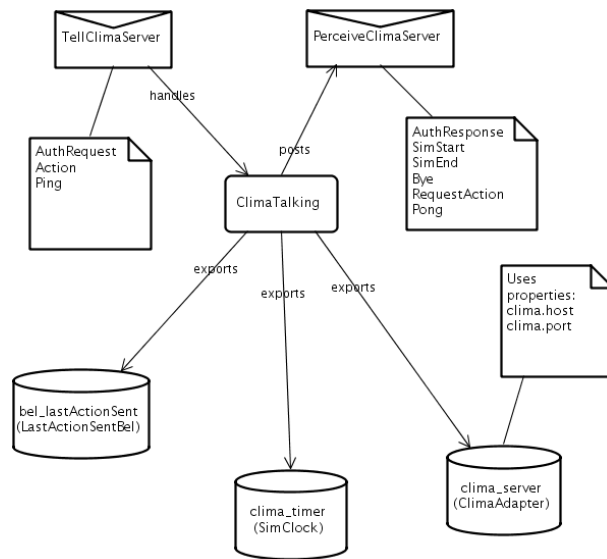 TellClimaServer
PerceiveClimaServer
handles
AuthRequest
Action
Ping
posts
AuthResponse
SimStart
SimEnd
Bye
RequestAction
Pong
ClimaTalking
exports
exports
exports
Uses
properties:
clima.host
clima.port
bel_lastActionSent
(LastActionSentBel)
clima_timer
(SimClock)
clima_server
(ClimaAdapter)